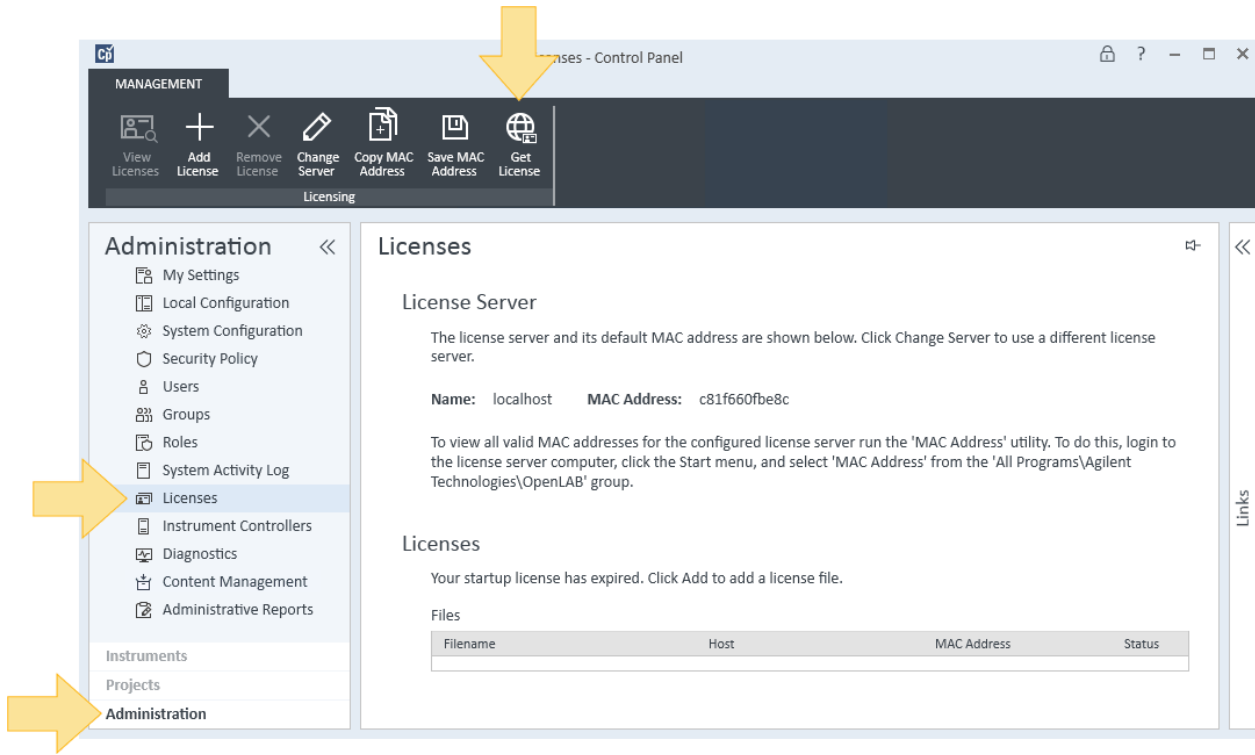 Cp
nses - Control Panel
?
MANAGEMENT
View Licenses
Add License
Remove License
Change Server
Copy MAC Address
Save MAC Address
Get License
Licensing
Administration
My Settings
Local Configuration
System Configuration
Security Policy
Users
Groups
Roles
System Activity Log
Licenses
Instrument Controllers
Diagnostics
Content Management
Administrative Reports
Instruments
Projects
Administration
Licenses
License Server
The license server and its default MAC address are shown below. Click Change Server to use a different license
server.
Name: localhost MAC Address: c81f660fbe8c
To view all valid MAC addresses for the configured license server run the 'MAC Address' utility. To do this, login to
the license server computer, click the Start menu, and select 'MAC Address' from the 'All Programs\Agilent
Technologies\OpenLAB' group.
Licenses
Your startup license has expired. Click Add to add a license file.
Files
Filename Host MAC Address Status
Links